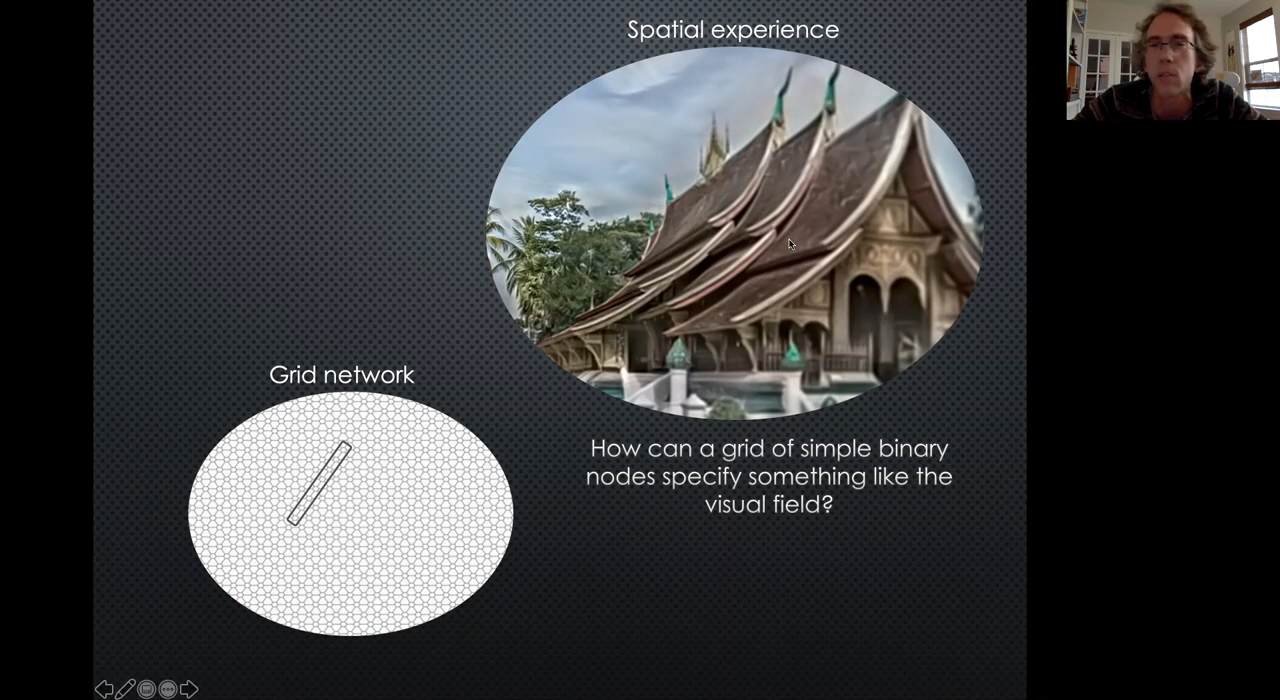 Spatial experience
Grid network
How can a grid of simple binary
nodes specify something like the
visual field?